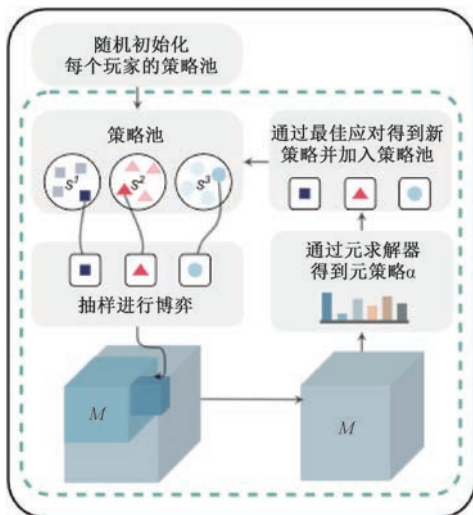 随机初始化
每个玩家的策略池
策略池
S¹ S² S³
抽样进行博弈
通过最佳应对得到新
策略并加入策略池
通过元求解器
得到元策略α
M
M